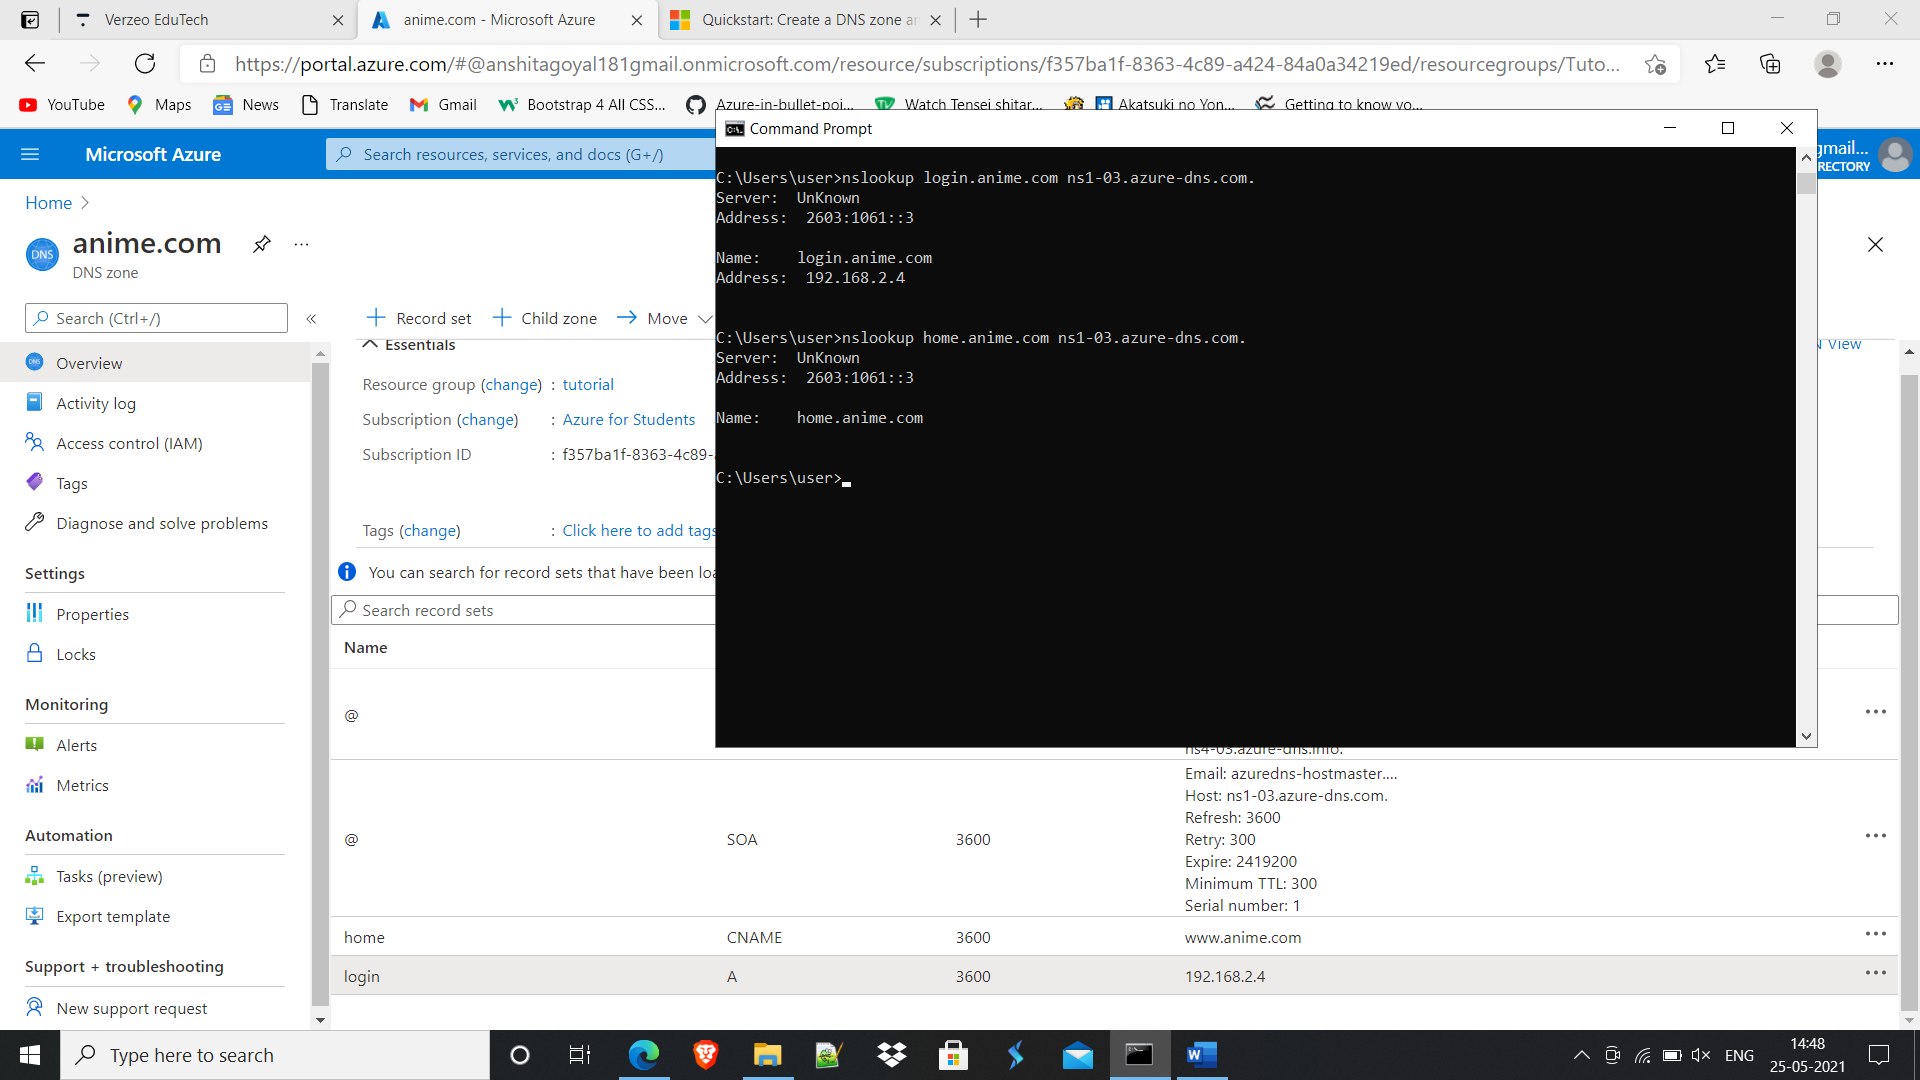 Verzeo EduTech
anime.com - Microsoft Azure
Quickstart: Create a DNS zone ar
https://portal.azure.com/#@anshitagoyal181gmail.onmicrosoft.com/resource/subscriptions/f357ba1f-8363-4c89-a424-84a0a34219ed/resourcegroups/Tuto...
YouTube
Maps
News
Translate
Gmail
Bootstrap 4 All CSS...
Azure-in-bullet-poi...
Watch Tensei shitar...
Akatsuki no Yon...
Getting to know yo...
Command Prompt
Microsoft Azure
Search resources, services, and docs (G+/)
gmail...
RECTORY
C:\Users\user>nslookup login.anime.com ns1-03.azure-dns.com.
Server:  UnKnown
Address:  2603:1061::3
Name:    login.anime.com
Address:  192.168.2.4
C:\Users\user>nslookup home.anime.com ns1-03.azure-dns.com.
Server:  UnKnown
Address:  2603:1061::3
Name:    home.anime.com
C:\Users\user>
Home
anime.com
DNS
DNS zone
Search (Ctrl+/)
Record set
Child zone
Move
Essentials
View
Overview
Activity log
Access control (IAM)
Tags
Diagnose and solve problems
Settings
Properties
Locks
Monitoring
Alerts
Metrics
Automation
Tasks (preview)
Export template
Support + troubleshooting
New support request
Resource group (change) : tutorial
Subscription (change) : Azure for Students
Subscription ID : f357ba1f-8363-4c89-
Tags (change) : Click here to add tags
You can search for record sets that have been loa
Search record sets
Name
@
ns4-03.azure-dns.info.
@ SOA 3600
Email: azuredns-hostmaster....
Host: ns1-03.azure-dns.com.
Refresh: 3600
Retry: 300
Expire: 2419200
Minimum TTL: 300
Serial number: 1
home CNAME 3600 www.anime.com
login A 3600 192.168.2.4
Type here to search
ENG
14:48
25-05-2021